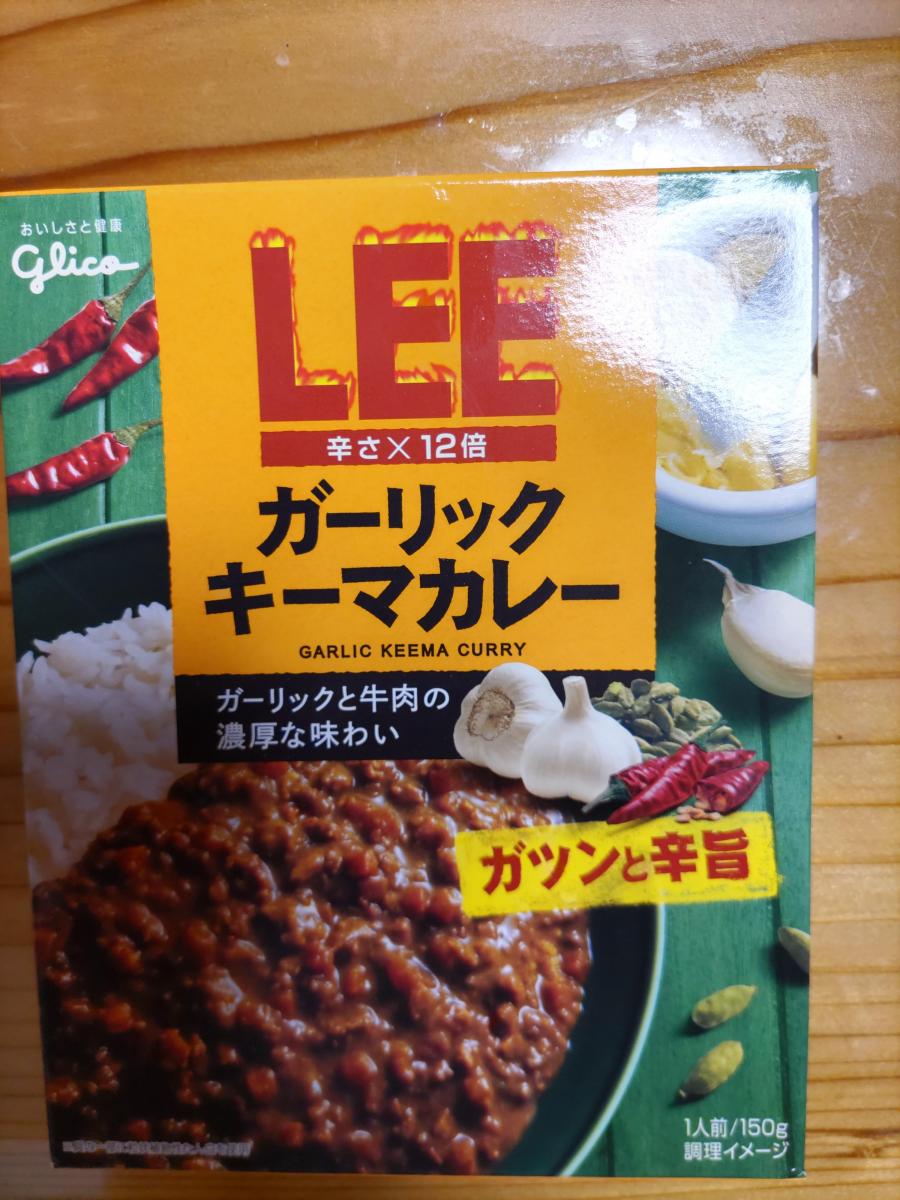 おいしさと健康
Glico
LEE
辛さ×12倍
ガーリック
キーマカレー
GARLIC KEEMA CURRY
ガーリックと牛肉の
濃厚な味わい
ガツンと辛旨
1人前/150g
調理イメージ